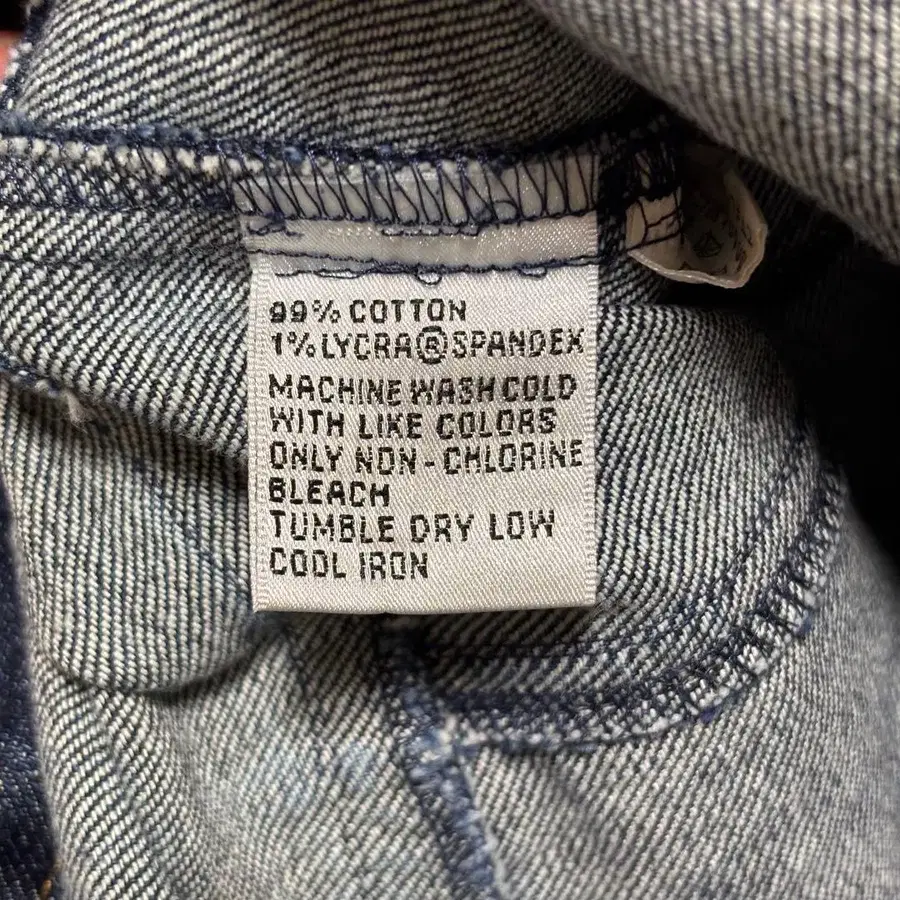 99% COTTON
1% LYCRA® SPANDEX
MACHINE WASH COLD
WITH LIKE COLORS
ONLY NON-CHLORINE
BLEACH
TUMBLE DRY LOW
COOL IRON